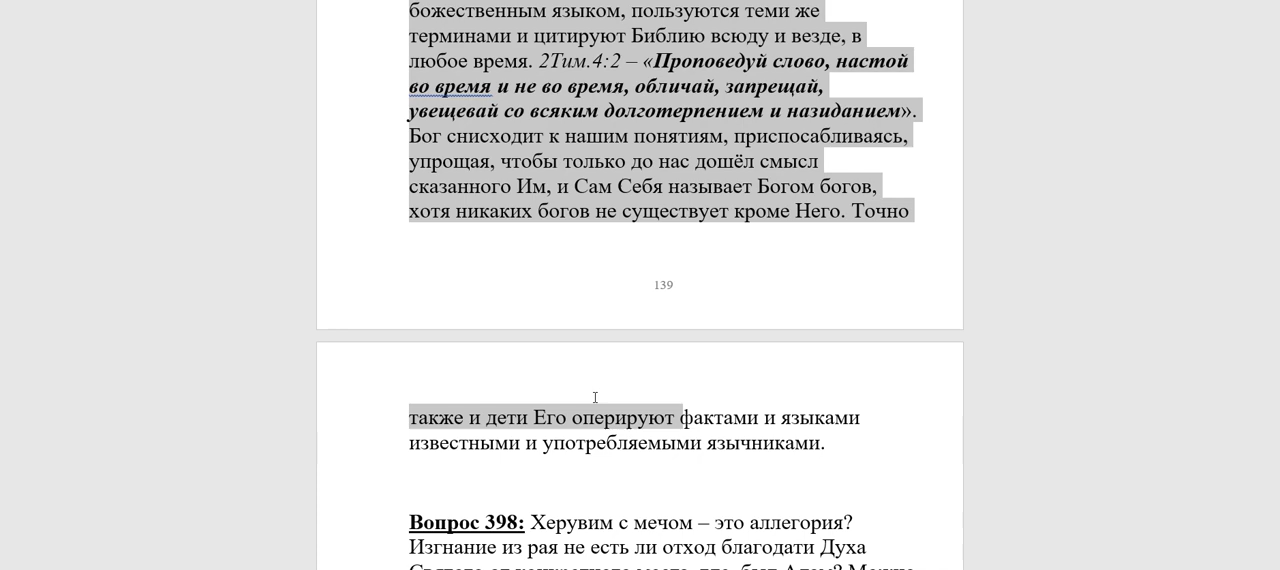 божественным языком, пользуются теми же
терминами и цитируют Библию всюду и везде, в
любое время. 2Тим.4:2 – «Проповедуй слово, настой
во время и не во время, обличай, запрещай,
увещевай со всяким долготерпением и назиданием».
Бог снисходит к нашим понятиям, приспосабливаясь,
упрощая, чтобы только до нас дошёл смысл
сказанного Им, и Сам Себя называет Богом богов,
хотя никаких богов не существует кроме Него. Точно
139
также и дети Его оперируют фактами и языками
известными и употребляемыми язычниками.
Вопрос 398: Херувим с мечом – это аллегория?
Изгнание из рая не есть ли отход благодати Духа